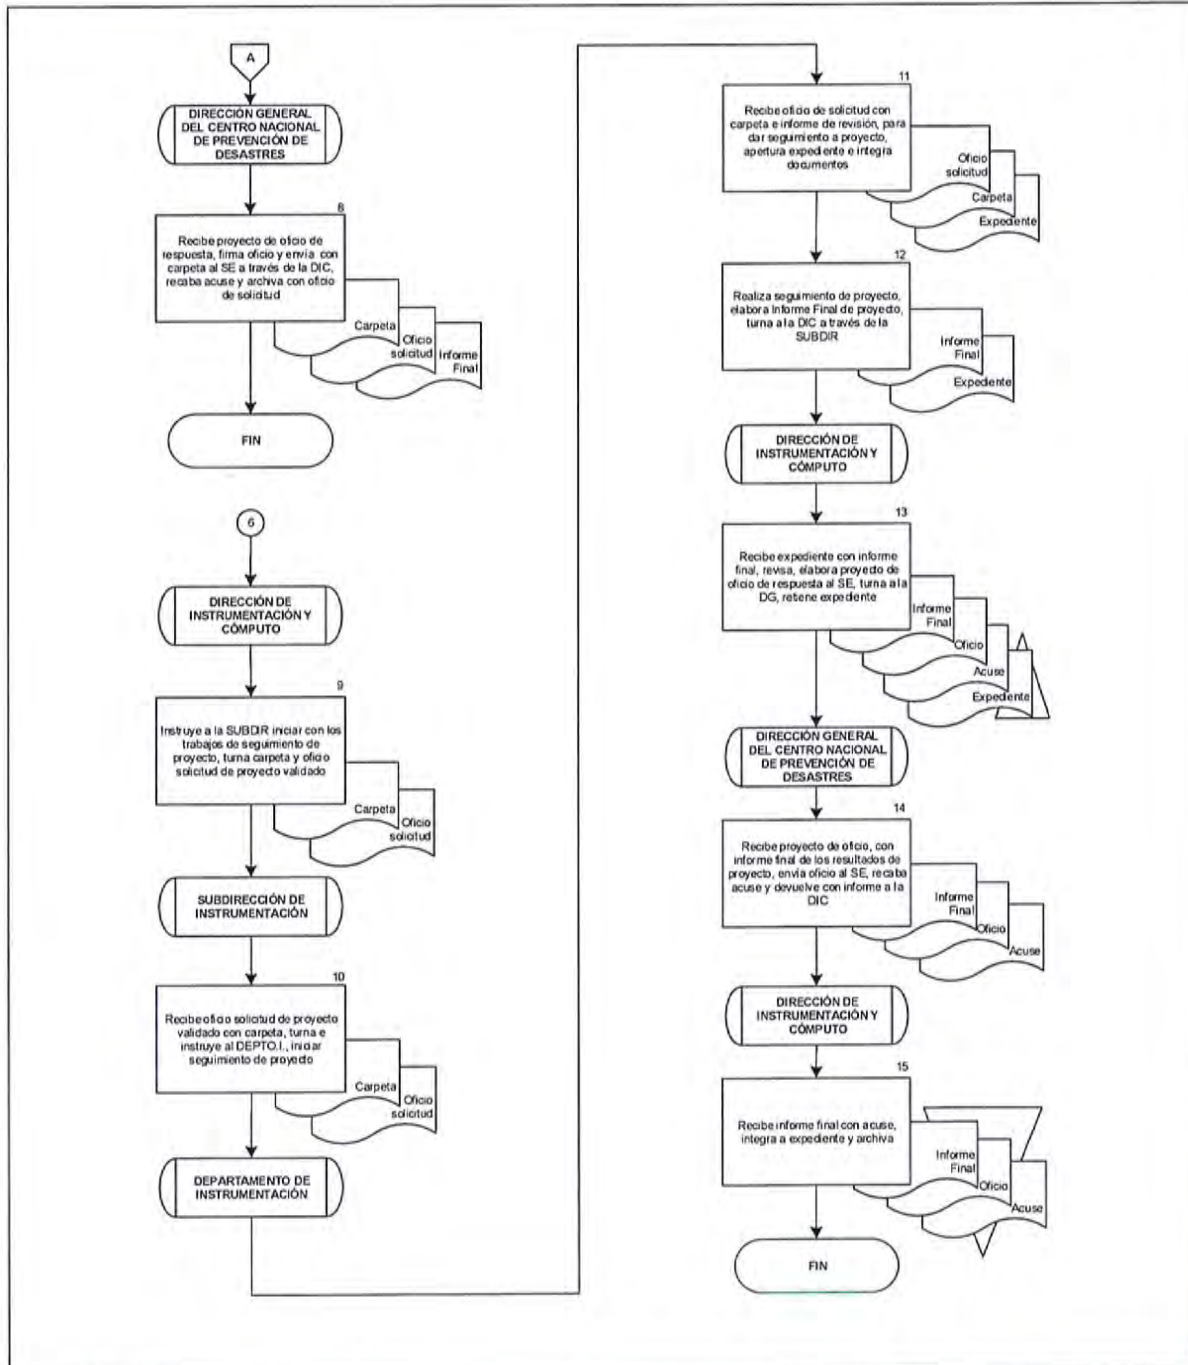 A
DIRECCIÓN GENERAL
DEL CENTRO NACIONAL
DE PREVENCIÓN DE
DESASTRES
8
Recibe proyecto de oficio de
respuesta, firma oficio y envía con
carpeta al SE a través de la DIC,
recaba acuse y archiva con oficio
de solicitud
Carpeta
Oficio
solicitud
Informe
Final
FIN
6
DIRECCIÓN DE
INSTRUMENTACIÓN Y
CÓMPUTO
9
Instruye a la SUBDIR iniciar con los
trabajos de seguimiento de
proyecto, turna carpeta y oficio
solicitud de proyecto validado
Carpeta
Oficio
solicitud
SUBDIRECCIÓN DE
INSTRUMENTACIÓN
10
Recibe oficio solicitud de proyecto
validado con carpeta, turna e
instruye al DEPTO.I., iniciar
seguimiento de proyecto
Carpeta
Oficio
solicitud
DEPARTAMENTO DE
INSTRUMENTACIÓN
11
Recibe oficio de solicitud con
carpeta e informe de revisión, para
dar seguimiento a proyecto,
apertura expediente e integra
documentos
Oficio
solicitud
Carpeta
Expediente
12
Realiza seguimiento de proyecto,
elabora Informe Final de proyecto,
turna a la DIC a través de la
SUBDIR
Informe
Final
Expediente
DIRECCIÓN DE
INSTRUMENTACIÓN Y
CÓMPUTO
13
Recibe expediente con informe
final, revisa, elabora proyecto de
oficio de respuesta al SE, turna a la
DG, retiene expediente
Informe
Final
Oficio
Acuse
Expediente
DIRECCIÓN GENERAL
DEL CENTRO NACIONAL
DE PREVENCIÓN DE
DESASTRES
14
Recibe proyecto de oficio, con
informe final de los resultados de
proyecto, envía oficio al SE, recaba
acuse y devuelve con informe a la
DIC
Informe
Final
Oficio
Acuse
DIRECCIÓN DE
INSTRUMENTACIÓN Y
CÓMPUTO
15
Recibe informe final con acuse,
integra a expediente y archiva
Informe
Final
Oficio
Acuse
FIN